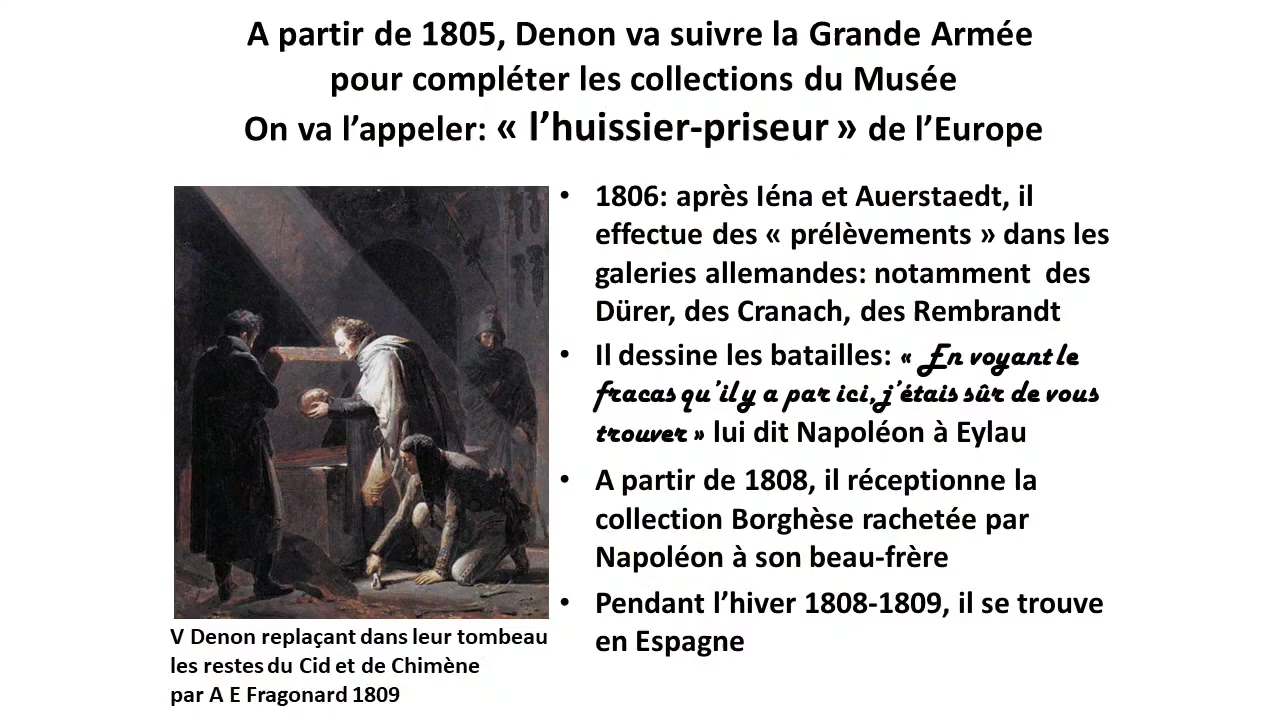 A partir de 1805, Denon va suivre la Grande Armée
pour compléter les collections du Musée
On va l’appeler: « l’huissier-priseur » de l’Europe
• 1806: après Iéna et Auerstaedt, il
effectue des « prélèvements » dans les
galeries allemandes: notamment des
Dürer, des Cranach, des Rembrandt
• Il dessine les batailles: « En voyant le
fracas qu’il y a par ici, j’étais sûr de vous
trouver » lui dit Napoléon à Eylau
• A partir de 1808, il réceptionne la
collection Borghèse rachetée par
Napoléon à son beau-frère
• Pendant l’hiver 1808-1809, il se trouve
en Espagne
V Denon replaçant dans leur tombeau
les restes du Cid et de Chimène
par A E Fragonard 1809